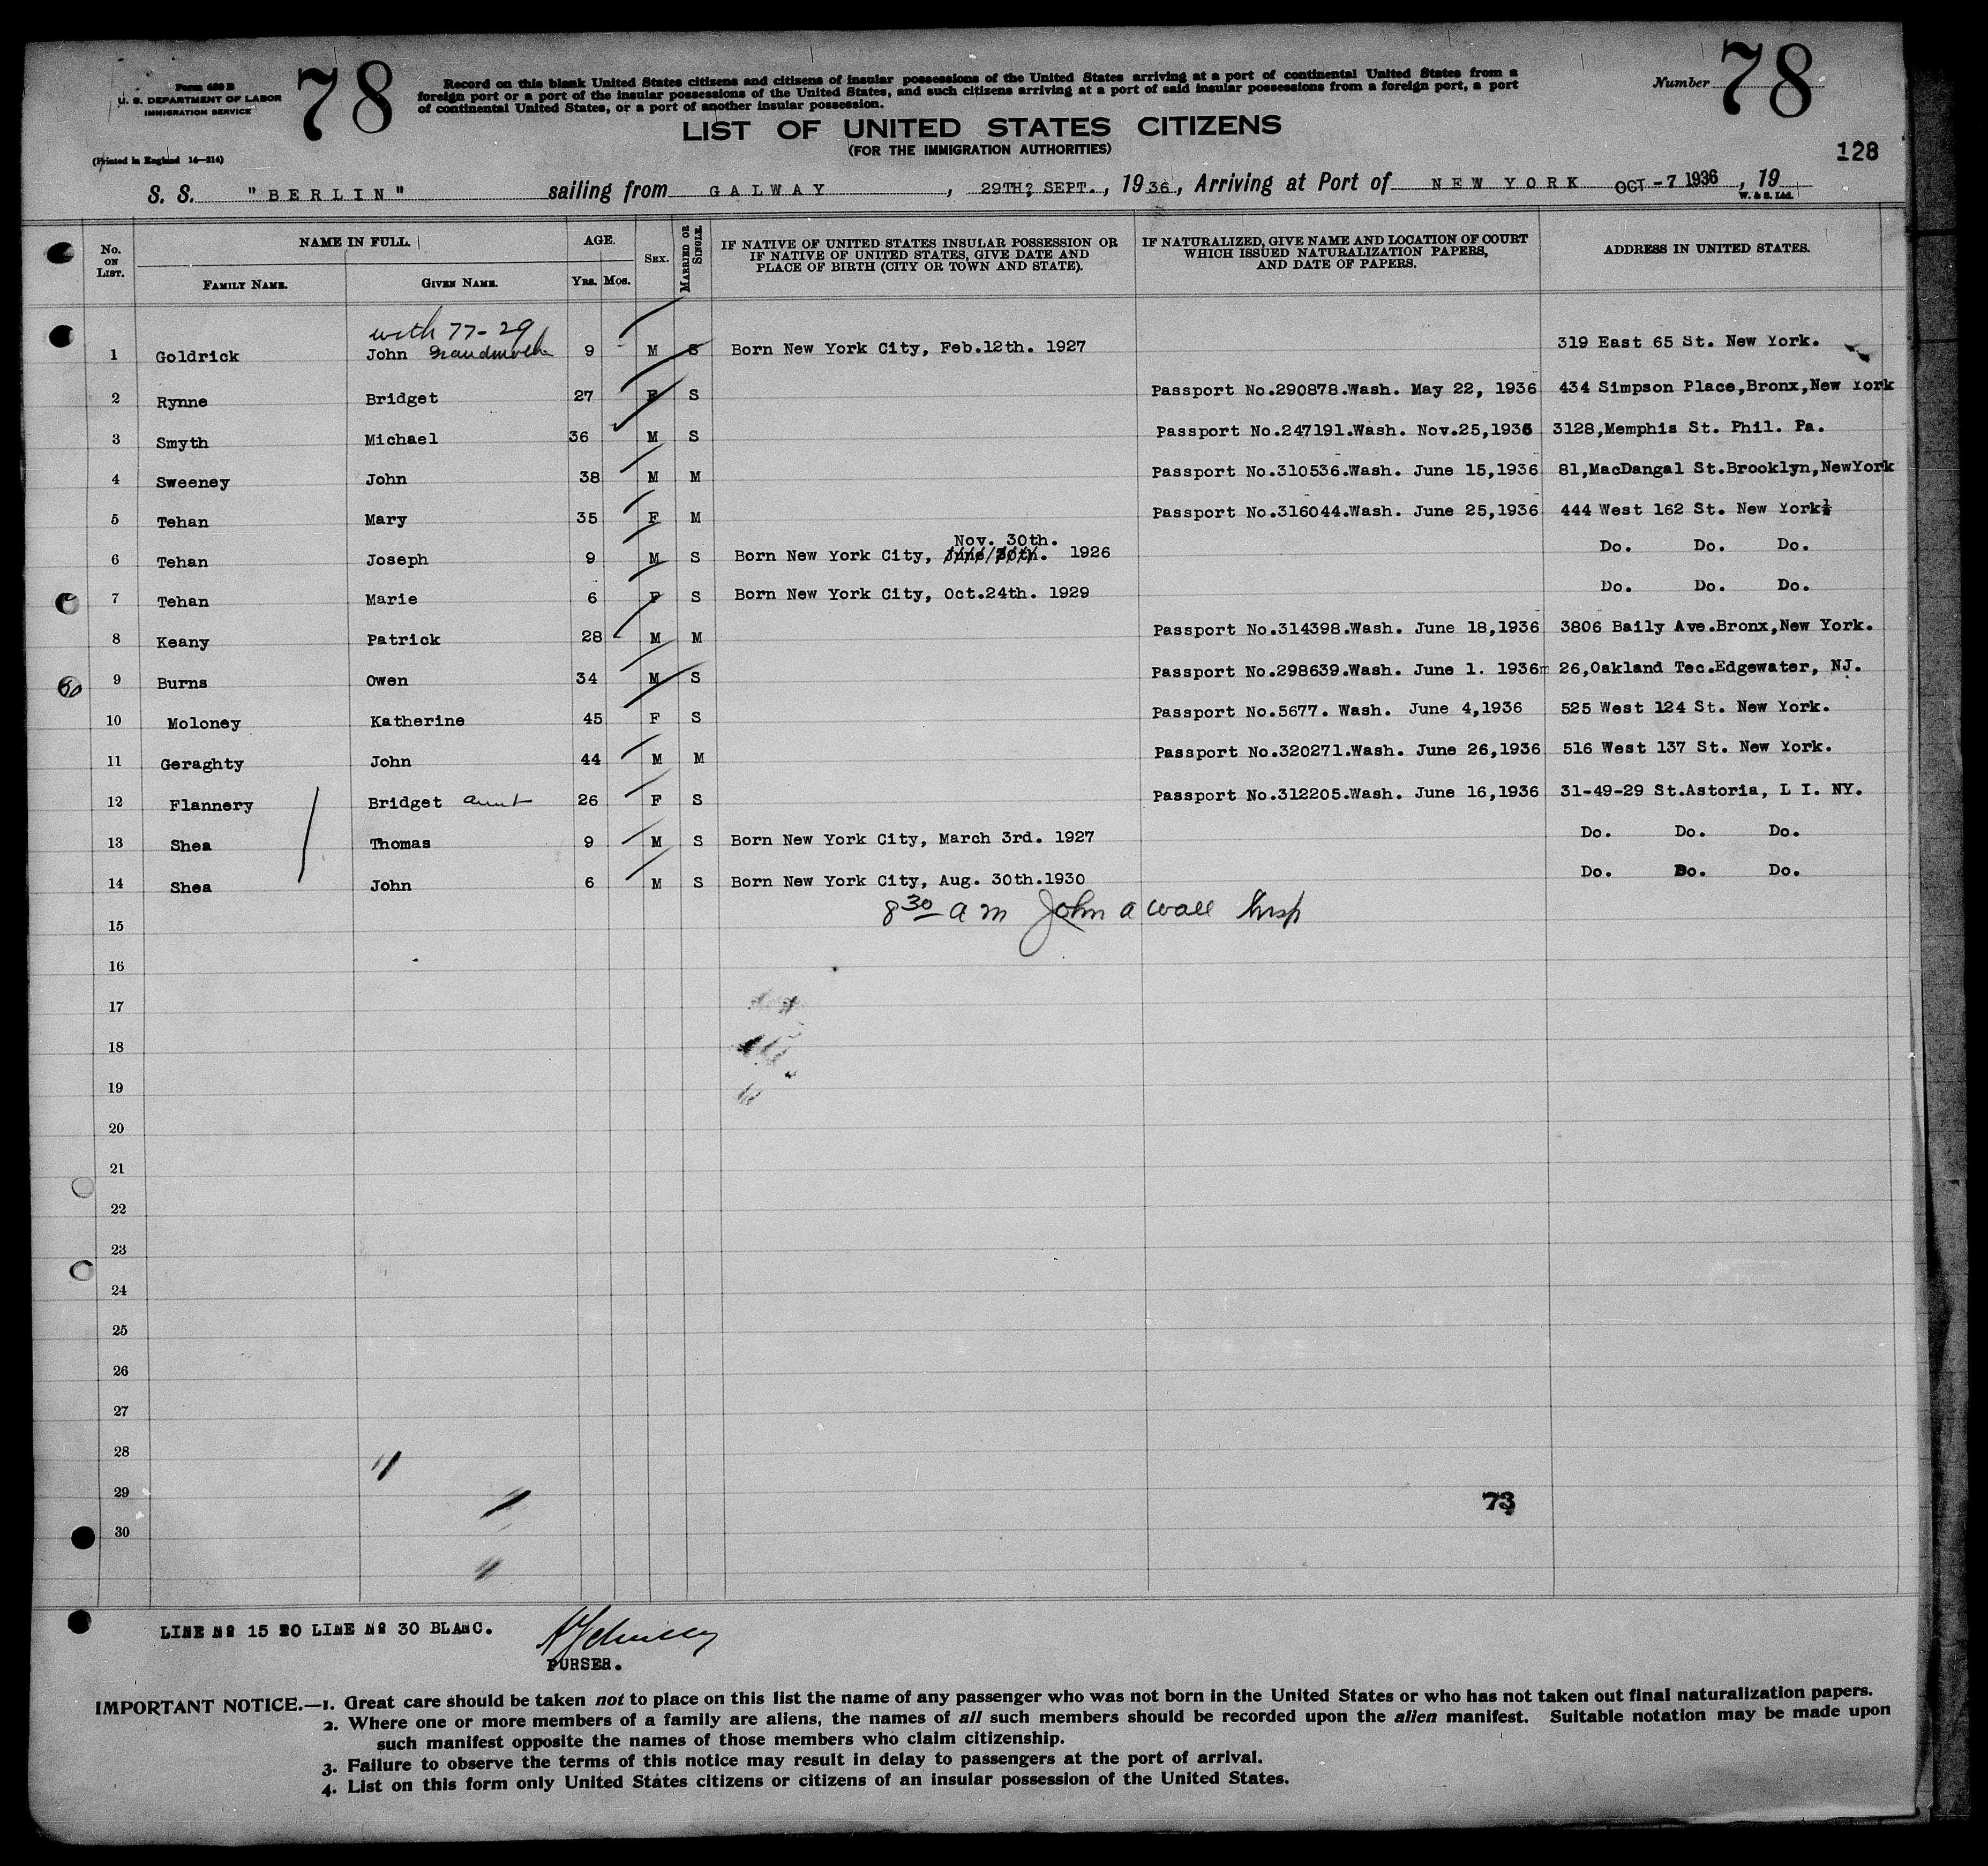 Form 630 B
U. S. DEPARTMENT OF LABOR
IMMIGRATION SERVICE
78
Record on this blank United States citizens and citizens of insular possessions of the United States arriving at a port of continental United States from a
foreign port or a port of the insular possessions of the United States, and such citizens arriving at a port of said insular possessions from a foreign port, a port
of continental United States, or a port of another insular possession.
Number 78
LIST OF UNITED STATES CITIZENS
(FOR THE IMMIGRATION AUTHORITIES)
(Printed in England 14—214)
128
S. S. "BERLIN" sailing from GALWAY, 29TH? SEPT., 1936, Arriving at Port of NEW YORK OCT -7 1936, 19
W. & S. Ltd.
No. ON LIST.
NAME IN FULL.
FAMILY NAME.
GIVEN NAME.
AGE.
YRS. MOS.
SEX.
MARRIED OR SINGLE.
IF NATIVE OF UNITED STATES INSULAR POSSESSION OR
IF NATIVE OF UNITED STATES, GIVE DATE AND
PLACE OF BIRTH (CITY OR TOWN AND STATE).
IF NATURALIZED, GIVE NAME AND LOCATION OF COURT
WHICH ISSUED NATURALIZATION PAPERS,
AND DATE OF PAPERS.
ADDRESS IN UNITED STATES.
with 77-29
1 Goldrick John Grandmother 9 M S Born New York City, Feb.12th. 1927 319 East 65 St. New York.
2 Rynne Bridget 27 F S Passport No.290878.Wash. May 22, 1936 434 Simpson Place,Bronx,New York
3 Smyth Michael 36 M S Passport No.247191.Wash. Nov.25,1936 3128,Memphis St. Phil. Pa.
4 Sweeney John 38 M M Passport No.310536.Wash. June 15,1936 81,MacDangal St.Brooklyn,NewYork
5 Tehan Mary 35 F M Passport No.316044.Wash. June 25,1936 444 West 162 St. New York
Nov. 30th.
6 Tehan Joseph 9 M S Born New York City, June 30th. 1926 Do. Do. Do.
7 Tehan Marie 6 F S Born New York City, Oct.24th. 1929 Do. Do. Do.
8 Keany Patrick 28 M M Passport No.314398.Wash. June 18,1936 3806 Baily Ave.Bronx,New York.
9 Burns Owen 34 M S Passport No.298639.Wash. June 1. 1936 26,Oakland Tec.Edgewater, NJ.
10 Moloney Katherine 45 F S Passport No.5677. Wash. June 4,1936 525 West 124 St. New York.
11 Geraghty John 44 M M Passport No.320271.Wash. June 26,1936 516 West 137 St. New York.
12 Flannery Bridget aunt 26 F S Passport No.312205.Wash. June 16,1936 31-49-29 St.Astoria, L I. NY.
13 Shea Thomas 9 M S Born New York City, March 3rd. 1927 Do. Do. Do.
14 Shea John 6 M S Born New York City, Aug. 30th.1930 Do. Do. Do.
8 30 am John a wall Insp
15
16
17
18
19
20
21
22
23
24
25
26
27
28
29
73
30
LINE No 15 TO LINE No 30 BLANC.
PURSER.
IMPORTANT NOTICE.—1. Great care should be taken not to place on this list the name of any passenger who was not born in the United States or who has not taken out final naturalization papers.
2. Where one or more members of a family are aliens, the names of all such members should be recorded upon the alien manifest. Suitable notation may be made upon
such manifest opposite the names of those members who claim citizenship.
3. Failure to observe the terms of this notice may result in delay to passengers at the port of arrival.
4. List on this form only United States citizens or citizens of an insular possession of the United States.